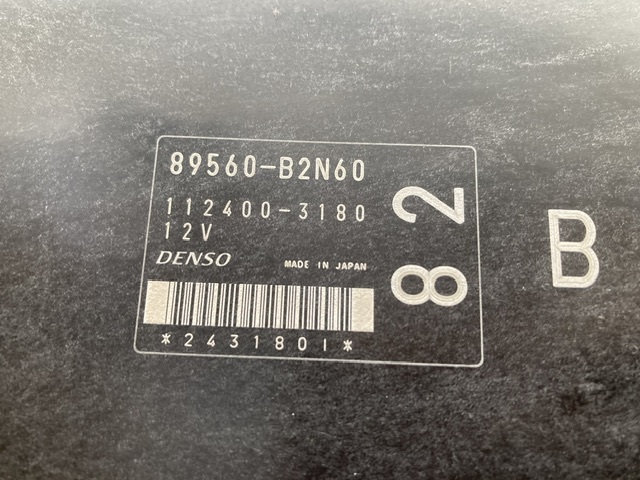 89560-B2N60
112400-3180
12V
DENSO MADE IN JAPAN
*2431801*
82
B